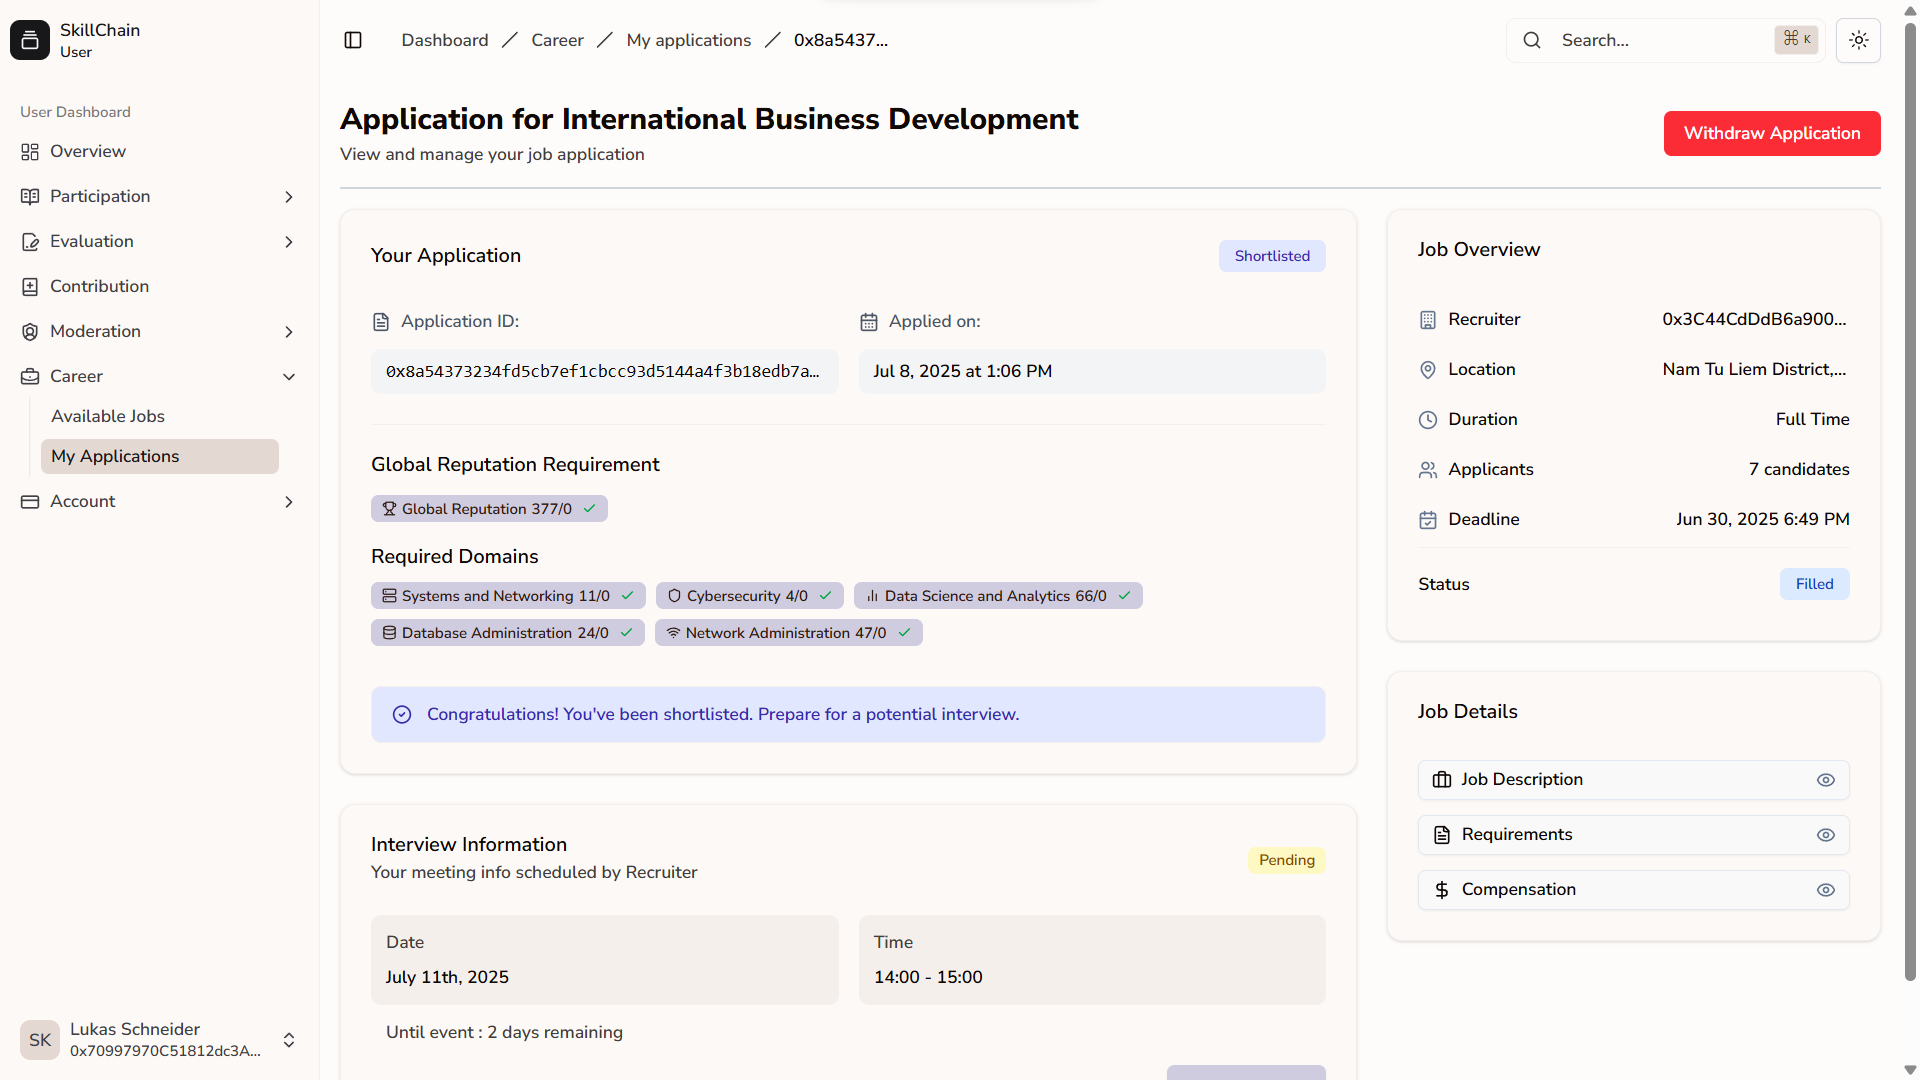 SkillChain
User
User Dashboard
Overview
Participation
Evaluation
Contribution
Moderation
Career
Available Jobs
My Applications
Account
SK
Lukas Schneider
0x70997970C51812dc3A...
Dashboard / Career / My applications / 0x8a5437...
Search...
⌘ K
Application for International Business Development
View and manage your job application
Withdraw Application
Your Application
Shortlisted
Application ID:
0x8a54373234fd5cb7ef1cbcc93d5144a4f3b18edb7a...
Applied on:
Jul 8, 2025 at 1:06 PM
Global Reputation Requirement
Global Reputation 377/0
Required Domains
Systems and Networking 11/0
Cybersecurity 4/0
Data Science and Analytics 66/0
Database Administration 24/0
Network Administration 47/0
Congratulations! You've been shortlisted. Prepare for a potential interview.
Interview Information
Your meeting info scheduled by Recruiter
Pending
Date
July 11th, 2025
Time
14:00 - 15:00
Until event : 2 days remaining
Job Overview
Recruiter
0x3C44CdDdB6a900...
Location
Nam Tu Liem District,...
Duration
Full Time
Applicants
7 candidates
Deadline
Jun 30, 2025 6:49 PM
Status
Filled
Job Details
Job Description
Requirements
Compensation